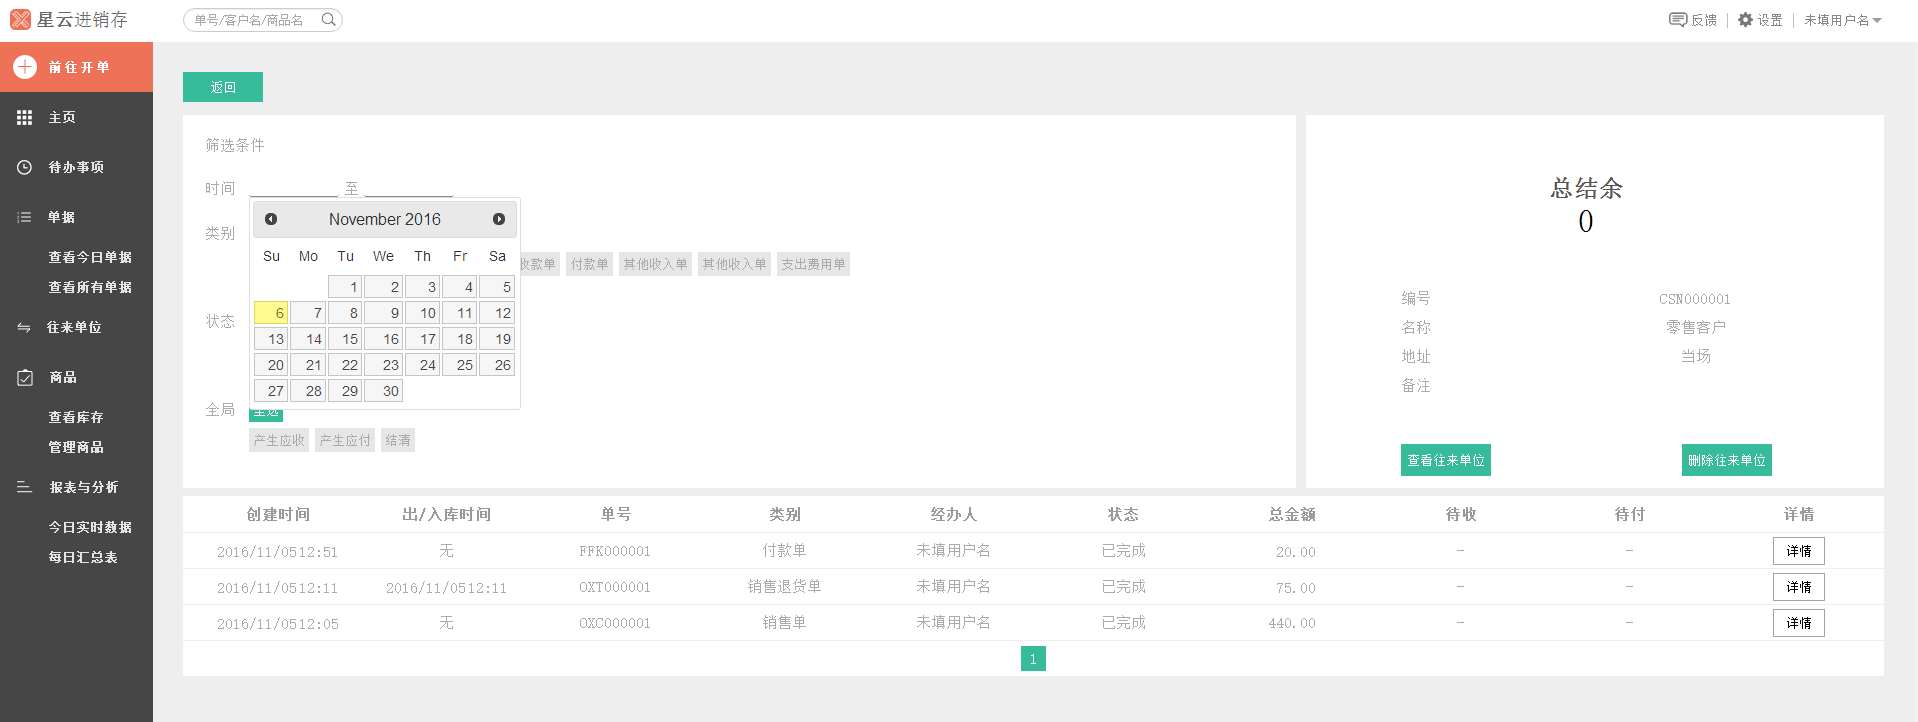 星云进销存
单号/客户名/商品名
反馈
设置
未填用户名
前往开单
主页
待办事项
单据
查看今日单据
查看所有单据
往来单位
商品
查看库存
管理商品
报表与分析
今日实时数据
每日汇总表
返回
筛选条件
时间 至
November 2016
Su Mo Tu We Th Fr Sa
1 2 3 4 5
6 7 8 9 10 11 12
13 14 15 16 17 18 19
20 21 22 23 24 25 26
27 28 29 30
类别
收款单 付款单 其他收入单 其他收入单 支出费用单
状态
全局 全选
产生应收 产生应付 结清
总结余
0
编号 CSN000001
名称 零售客户
地址 当场
备注
查看往来单位 删除往来单位
创建时间 出/入库时间 单号 类别 经办人 状态 总金额 待收 待付 详情
2016/11/0512:51 无 FFK000001 付款单 未填用户名 已完成 20.00 - - 详情
2016/11/0512:11 2016/11/0512:11 OXT000001 销售退货单 未填用户名 已完成 75.00 - - 详情
2016/11/0512:05 无 OXC000001 销售单 未填用户名 已完成 440.00 - - 详情
1